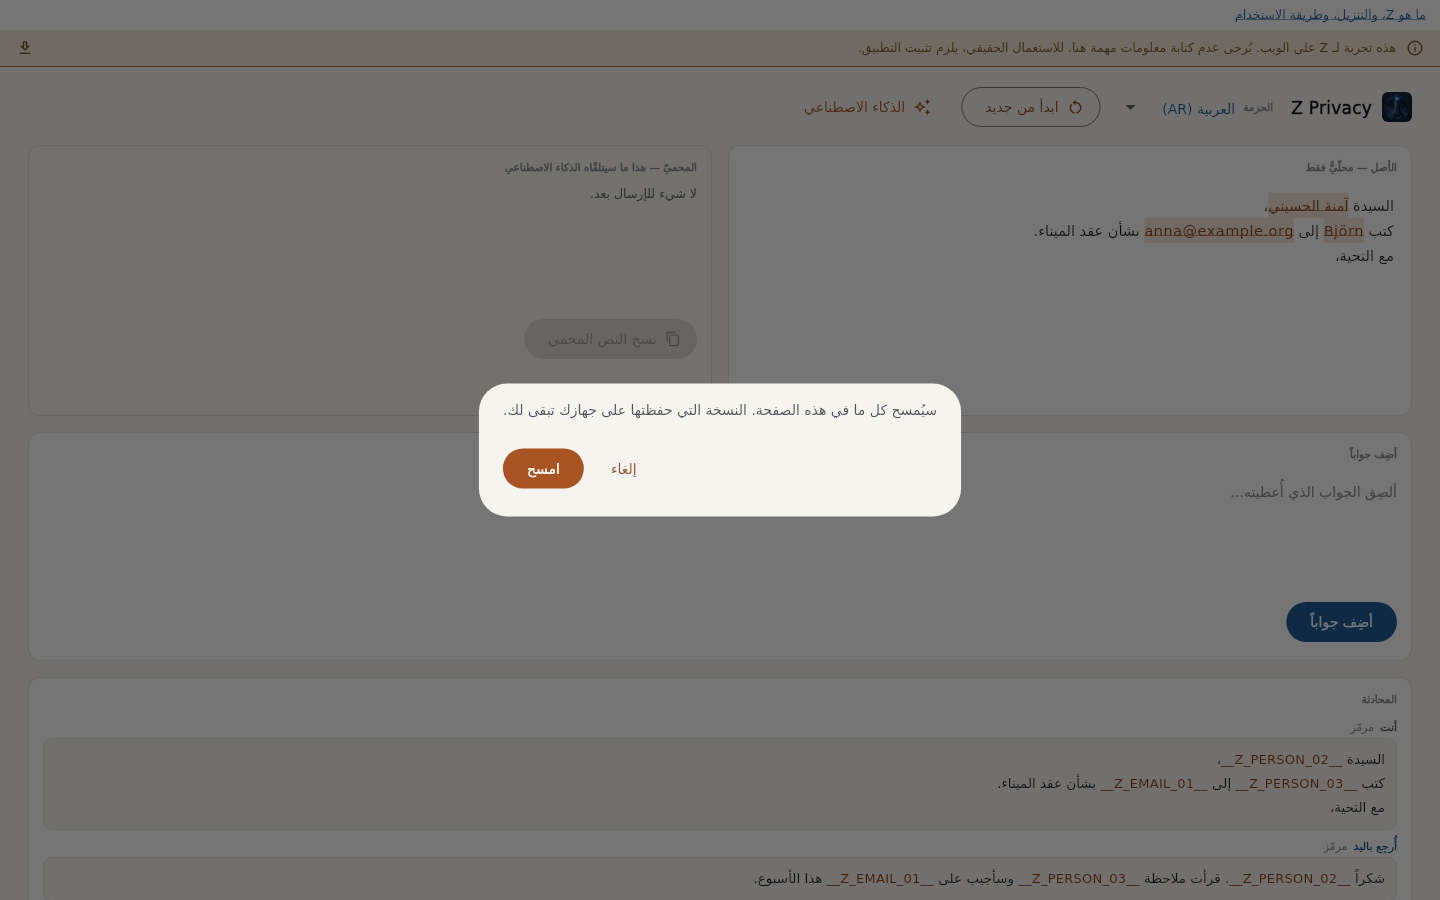 ما هو Z، والتنزيل، وطريقة الاستخدام
هذه تجربة لـ Z على الويب. يُرجى عدم كتابة معلومات مهمة هنا. للاستعمال الحقيقي، يلزم تثبيت التطبيق.
Z Privacy
الحزمة
العربية (AR)
ابدأ من جديد
الذكاء الاصطناعي
الأصل — محلّيٌّ فقط
السيدة آمنة الحسيني،
كتب Björn إلى anna@example.org بشأن عقد الميناء.
مع التحية،
المحميّ — هذا ما سيتلقّاه الذكاء الاصطناعي
لا شيء للإرسال بعد.
نسخ النص المحمي
سيُمسح كل ما في هذه الصفحة. النسخة التي حفظتها على جهازك تبقى لك.
إلغاء
امسح
أضِف جواباً
ألصِق الجواب الذي أُعطيته…
أضِف جواباً
المحادثة
أنت مرمّز
السيدة __Z_PERSON_02__،
كتب __Z_PERSON_03__ إلى __Z_EMAIL_01__ بشأن عقد الميناء.
مع التحية،
أُرجِع باليد مرمّز
شكراً __Z_PERSON_02__. قرأت ملاحظة __Z_PERSON_03__ وسأجيب على __Z_EMAIL_01__ هذا الأسبوع.